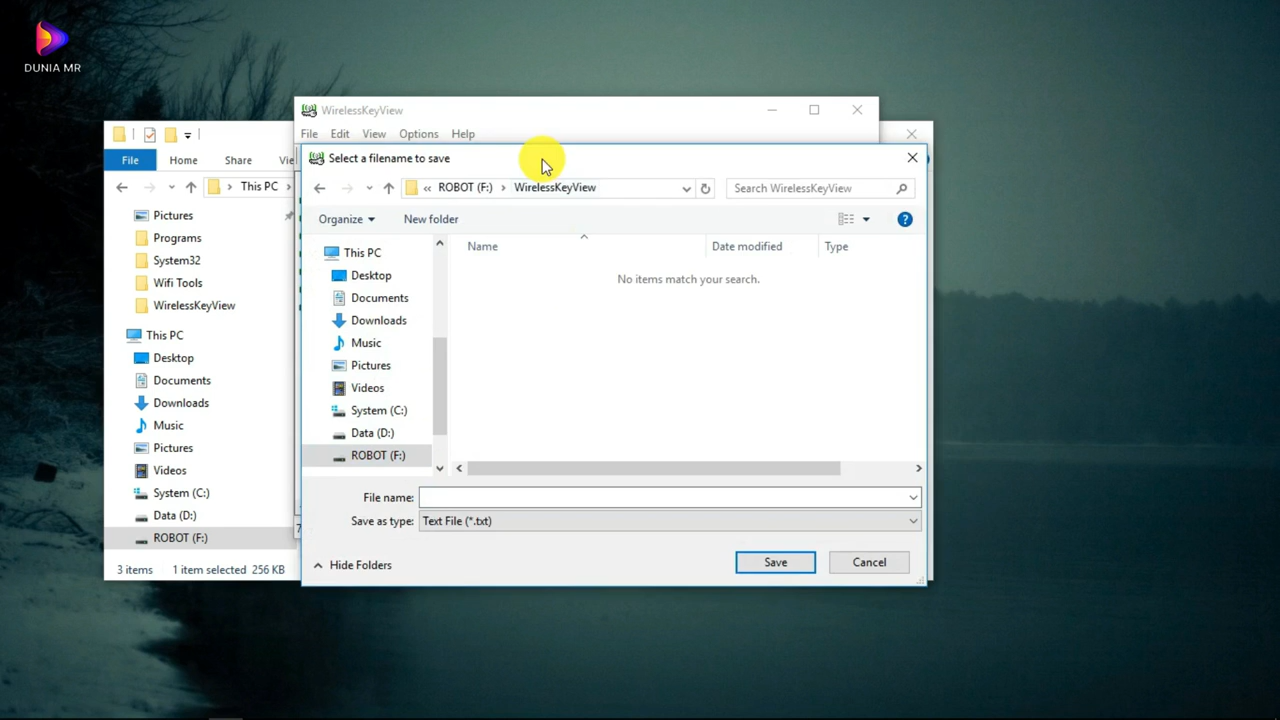 DUNIA MR
WirelessKeyView
File Edit View Options Help
File Home Share Vie
This PC
Pictures
Programs
System32
Wifi Tools
WirelessKeyView
This PC
Desktop
Documents
Downloads
Music
Pictures
Videos
System (C:)
Data (D:)
ROBOT (F:)
3 items 1 item selected 256 KB
Select a filename to save
« ROBOT (F:) > WirelessKeyView
Search WirelessKeyView
Organize New folder
Name Date modified Type
No items match your search.
This PC
Desktop
Documents
Downloads
Music
Pictures
Videos
System (C:)
Data (D:)
ROBOT (F:)
File name:
Save as type: Text File (*.txt)
Hide Folders Save Cancel